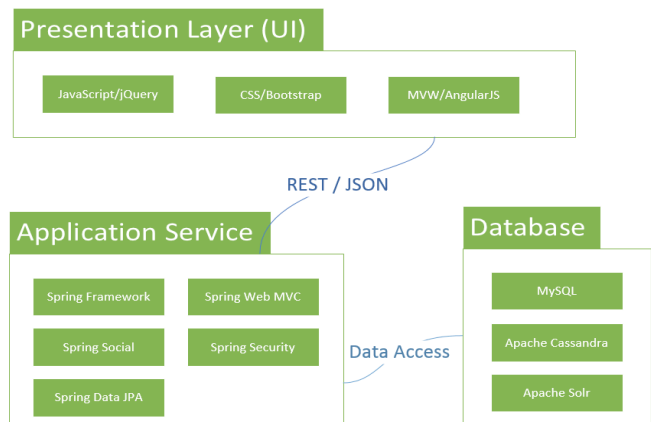 Presentation Layer (UI)
JavaScript/jQuery
CSS/Bootstrap
MVW/AngularJS
REST / JSON
Application Service
Spring Framework
Spring Web MVC
Spring Social
Spring Security
Spring Data JPA
Data Access
Database
MySQL
Apache Cassandra
Apache Solr